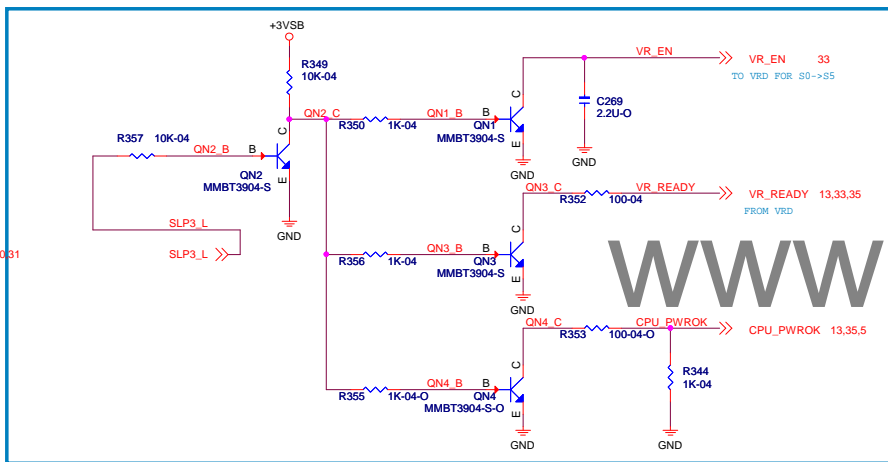 +3VSB
R349
10K-04
VR_EN
VR_EN 33
TO VRD FOR S0->S5
C269
2.2U-O
GND
QN2_C
R350 1K-04
QN1_B
B
C
E
QN1
MMBT3904-S
GND
R357 10K-04
QN2_B
B
C
E
QN2
MMBT3904-S
GND
SLP3_L
SLP3_L
0,31
QN3_C
R352 100-04
VR_READY
VR_READY 13,33,35
FROM VRD
R356 1K-04
QN3_B
B
C
E
QN3
MMBT3904-S
GND
WWW
QN4_C
R353 100-04-O
CPU_PWROK
CPU_PWROK 13,35,5
R344
1K-04
GND
R355 1K-04-O
QN4_B
B
C
E
QN4
MMBT3904-S-O
GND